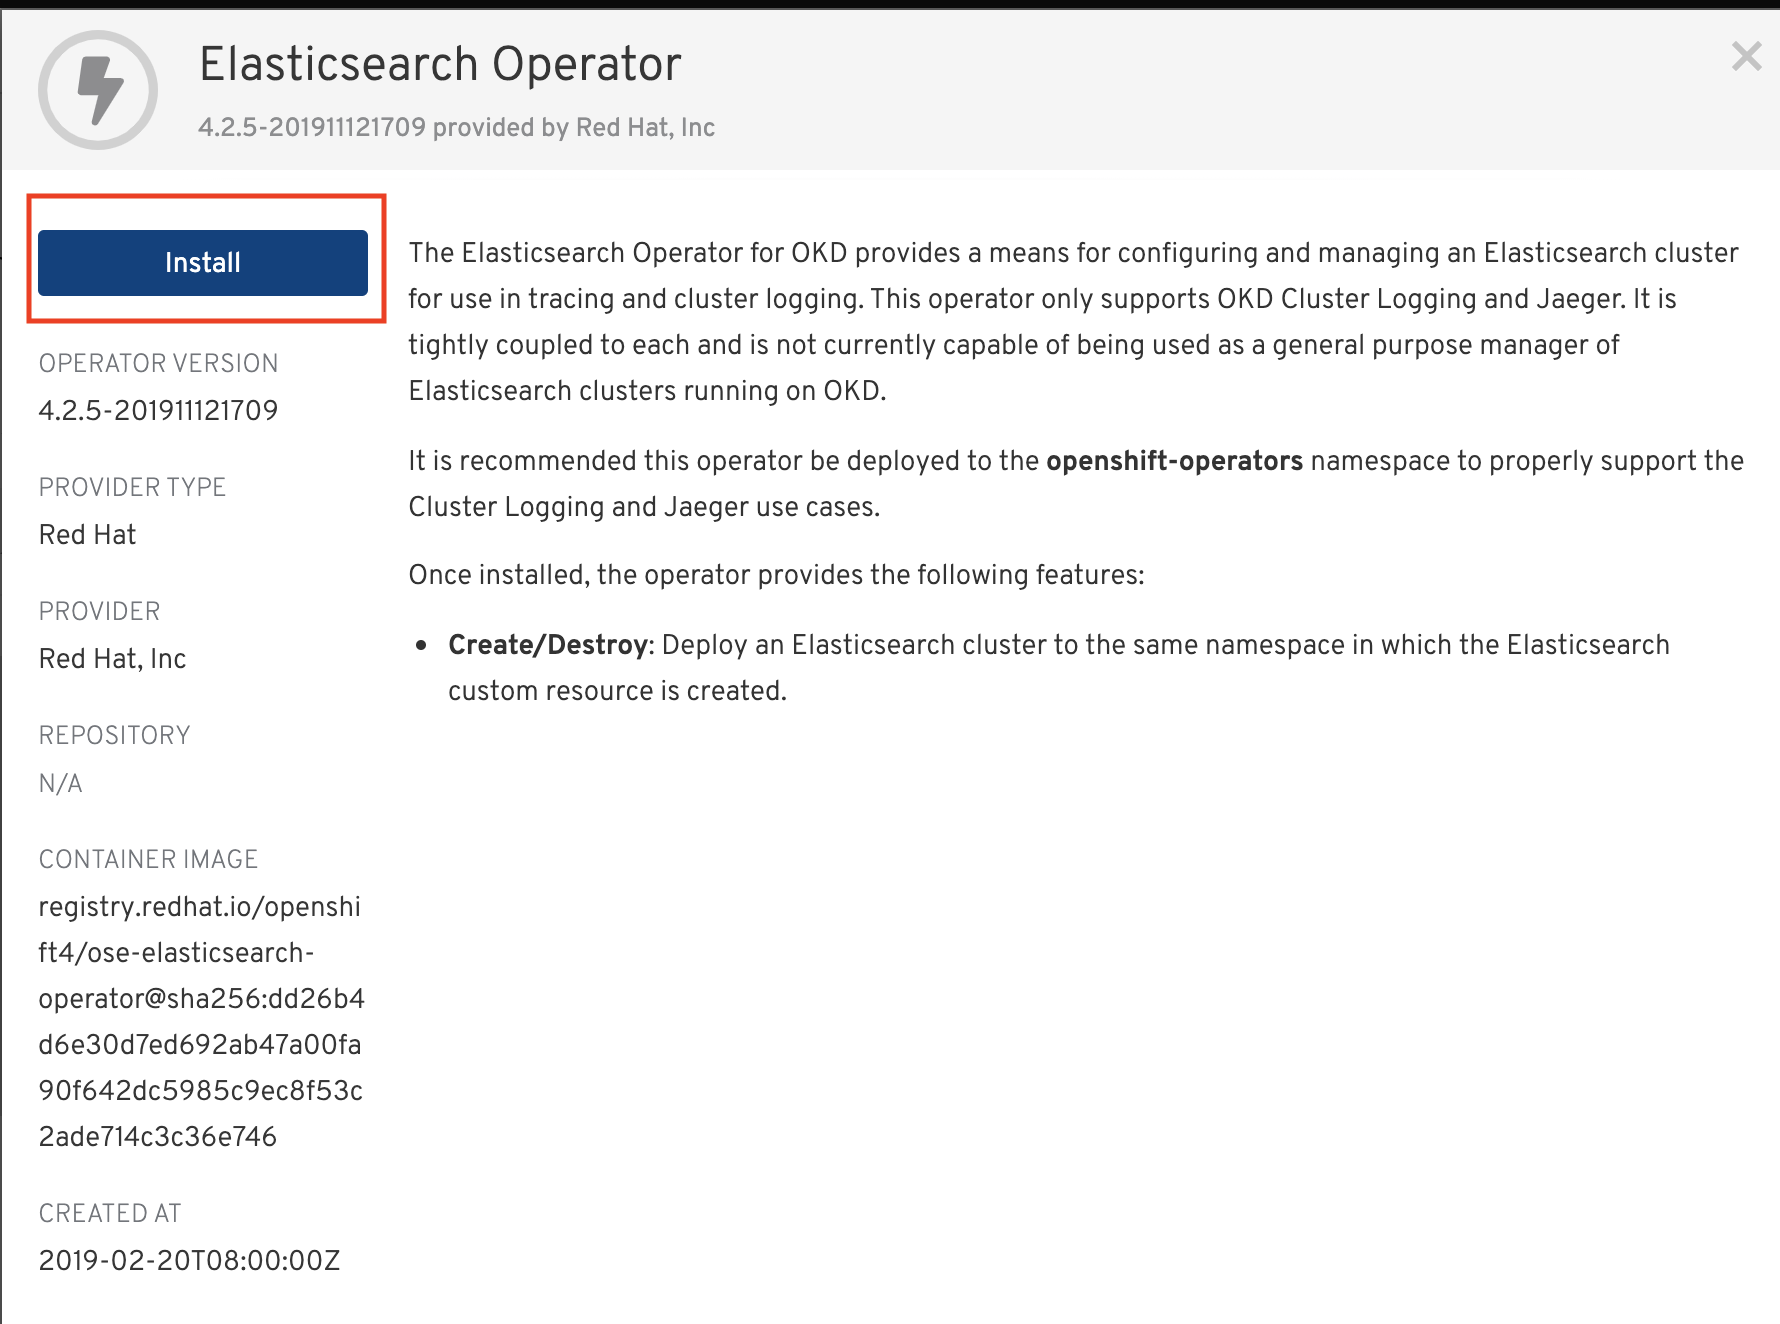 Elasticsearch Operator
4.2.5-201911121709 provided by Red Hat, Inc
Install
OPERATOR VERSION
4.2.5-201911121709
PROVIDER TYPE
Red Hat
PROVIDER
Red Hat, Inc
REPOSITORY
N/A
CONTAINER IMAGE
registry.redhat.io/openshi
ft4/ose-elasticsearch-
operator@sha256:dd26b4
d6e30d7ed692ab47a00fa
90f642dc5985c9ec8f53c
2ade714c3c36e746
CREATED AT
2019-02-20T08:00:00Z
The Elasticsearch Operator for OKD provides a means for configuring and managing an Elasticsearch cluster
for use in tracing and cluster logging. This operator only supports OKD Cluster Logging and Jaeger. It is
tightly coupled to each and is not currently capable of being used as a general purpose manager of
Elasticsearch clusters running on OKD.
It is recommended this operator be deployed to the openshift-operators namespace to properly support the
Cluster Logging and Jaeger use cases.
Once installed, the operator provides the following features:
• Create/Destroy: Deploy an Elasticsearch cluster to the same namespace in which the Elasticsearch
custom resource is created.